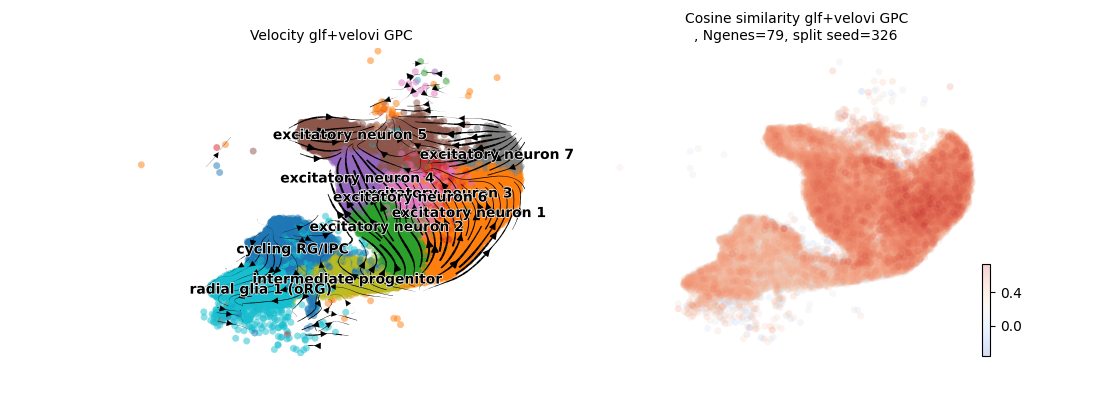 Velocity glf+velovi GPC
Cosine similarity glf+velovi GPC
, Ngenes=79, split seed=326
excitatory neuron 5
excitatory neuron 7
excitatory neuron 4
excitatory neuron 3
excitatory neuron 6
excitatory neuron 1
excitatory neuron 2
cycling RG/IPC
intermediate progenitor
radial glia 1 (oRG)
0.4
0.0